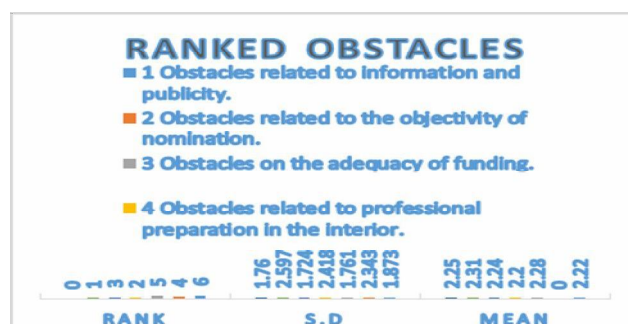 RANKED OBSTACLES
1 Obstacles related to information and
publicity.
2 Obstacles related to the objectivity of
nomination.
3 Obstacles on the adequacy of funding.
4 Obstacles related to professional
preparation in the interior.
0 1 3 2 5 4 6
1.76 2.597 1.724 2.418 1.761 2.343 1.873
2.25 2.31 2.24 2.2 2.28 0 2.22
RANK S.D MEAN